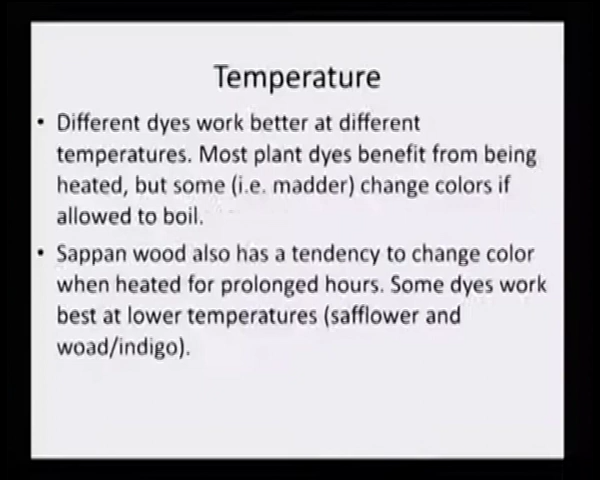 Temperature
• Different dyes work better at different
temperatures. Most plant dyes benefit from being
heated, but some (i.e. madder) change colors if
allowed to boil.
• Sappan wood also has a tendency to change color
when heated for prolonged hours. Some dyes work
best at lower temperatures (safflower and
woad/indigo).